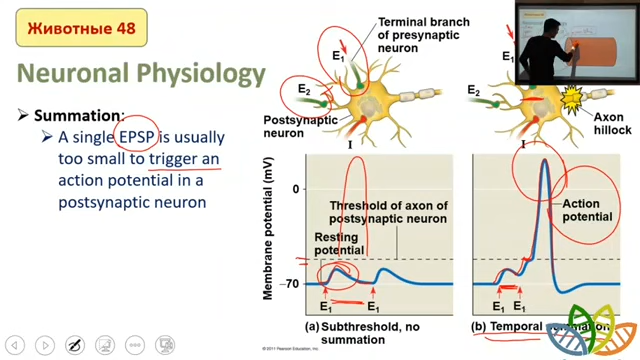 Животные 48
Neuronal Physiology
➢ Summation:
➢ A single EPSP is usually
too small to trigger an
action potential in a
postsynaptic neuron
Terminal branch
of presynaptic
neuron
E1
E2
Postsynaptic
neuron
I
E1
E2
Axon
hillock
I
Membrane potential (mV)
0
–70
Threshold of axon of
postsynaptic neuron
Resting
potential
E1
E1
Action
potential
E1 E1
(a) Subthreshold, no
summation
(b) Temporal summation
© 2011 Pearson Education, Inc.